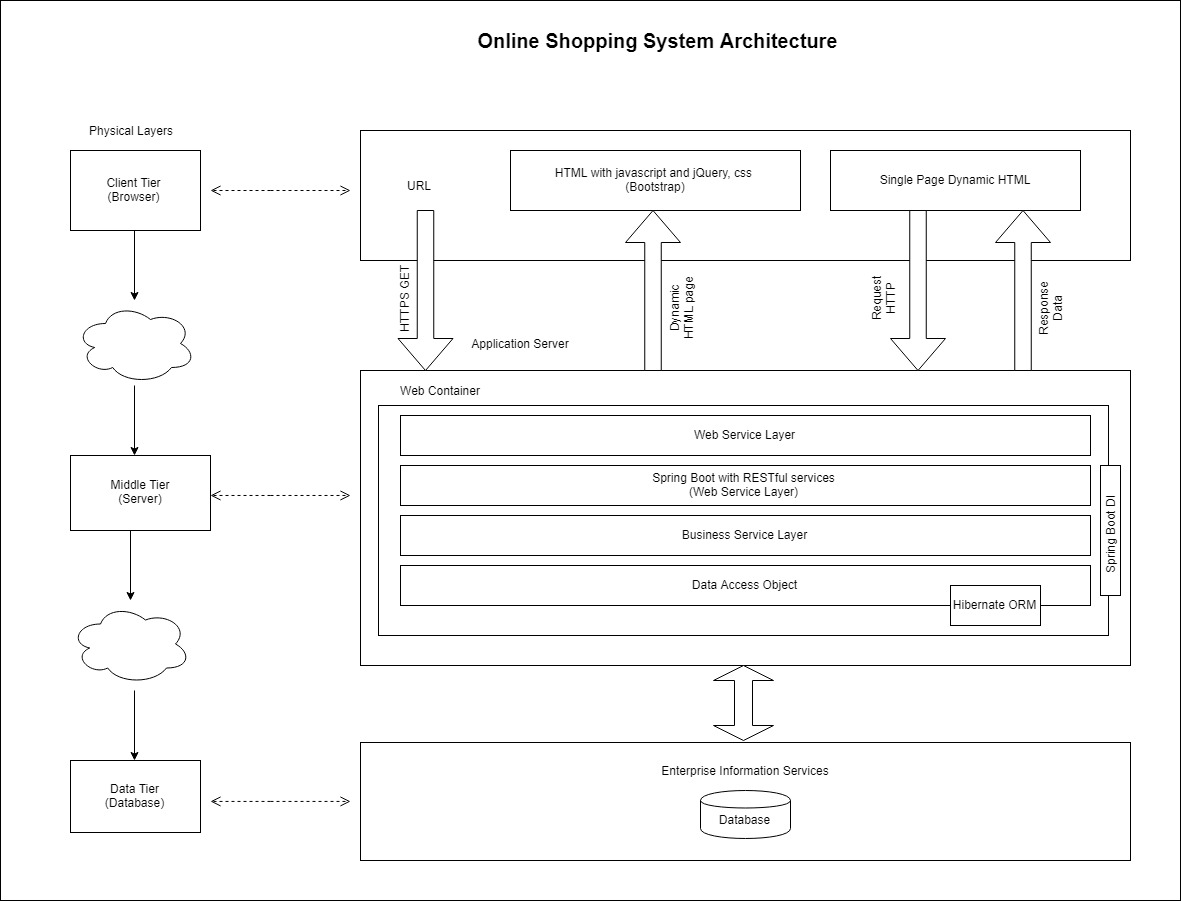 Online Shopping System Architecture
Physical Layers
Client Tier
(Browser)
URL
HTML with javascript and jQuery, css
(Bootstrap)
Single Page Dynamic HTML
HTTPS GET
Dynamic
HTML page
Request
HTTP
Response
Data
Application Server
Web Container
Web Service Layer
Middle Tier
(Server)
Spring Boot with RESTful services
(Web Service Layer)
Business Service Layer
Data Access Object
Hibernate ORM
Spring Boot DI
Data Tier
(Database)
Enterprise Information Services
Database